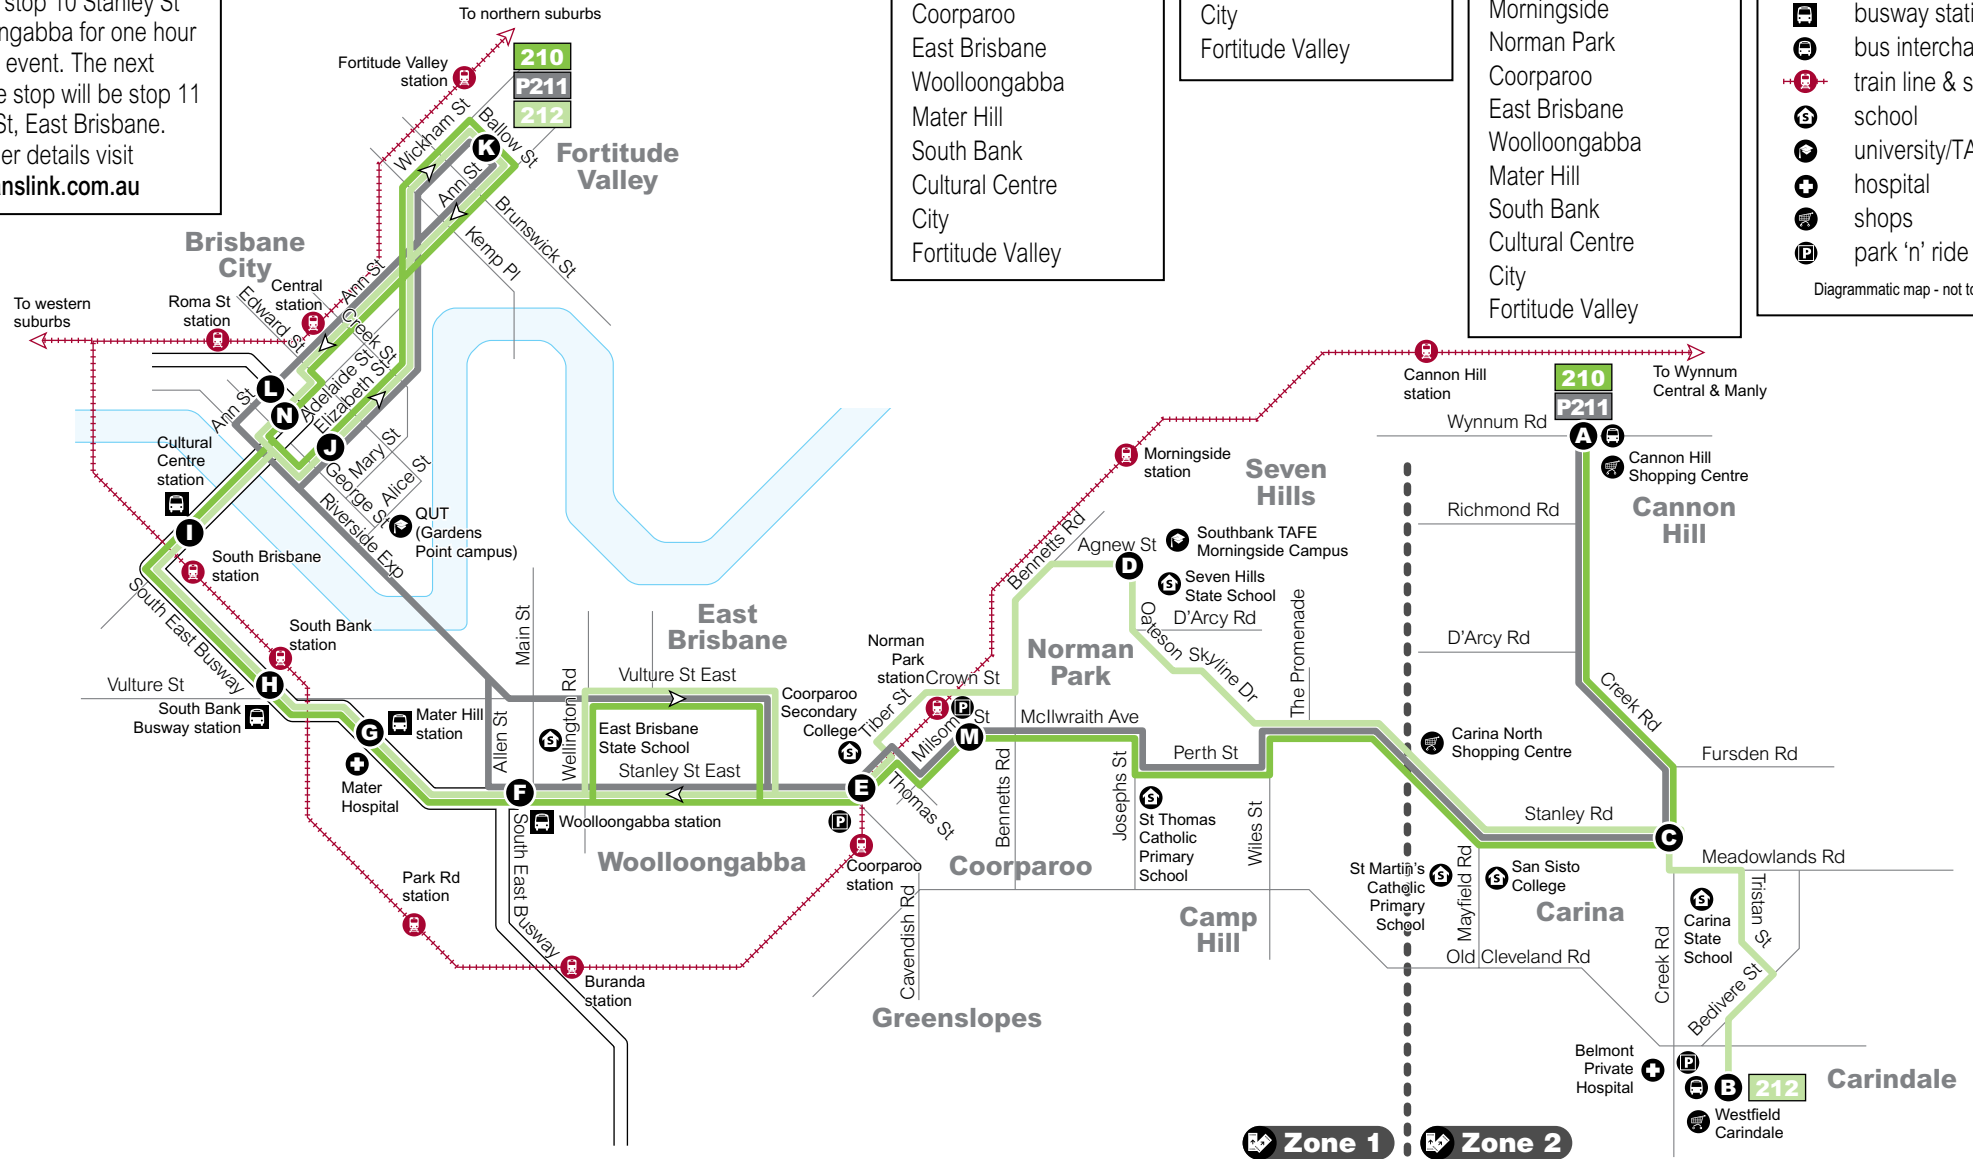 stop 10 Stanley St
for one hour
event. The next
stop will be stop 11
St, East Brisbane.
details visit
To northern suburbs
Fortitude Valley
station
210
P211
212
Wickham St
Ballow St
K
Ann St
Fortitude
Valley
Brunswick St
Kemp Pl
Coorparoo
East Brisbane
Woolloongabba
Mater Hill
South Bank
Cultural Centre
City
Fortitude Valley
City
Fortitude Valley
Morningside
Norman Park
Coorparoo
East Brisbane
Woolloongabba
Mater Hill
South Bank
Cultural Centre
City
Fortitude Valley
busway
bus
train line &
school
hospital
shops
park 'n' ride
Diagrammatic map - not
Brisbane
City
To western
suburbs
Roma St
station
Central
station
Edward St
Ann St
Creek St
Adelaide St
Elizabeth St
L
N
J
Ann St
Mary St
George St
Alice St
Riverside Exp
QUT
(Gardens
Point campus)
Cultural
Centre
station
I
South Brisbane
station
South East Busway
South Bank
station
H
Vulture St
South Bank
Busway station
G
Mater Hill
station
Mater
Hospital
Main St
Allen St
Wellington Rd
East
Brisbane
Vulture St East
East Brisbane
State School
Stanley St East
F
Woolloongabba station
Woolloongabba
South East Busway
Park Rd
station
Buranda
station
Coorparoo
Secondary
College
Norman
Park
station
Crown St
Tiber St
Milsom St
M
E
Thomas St
Coorparoo
station
Coorparoo
Cavendish Rd
Greenslopes
Bennetts Rd
Agnew St
D
Southbank TAFE
Morningside Campus
Seven Hills
State School
D'Arcy Rd
Oateson Skyline Dr
The Promenade
Norman
Park
McIlwraith Ave
Bennetts Rd
Josephs St
Perth St
Wiles St
St Thomas
Catholic
Primary
School
Camp
Hill
Morningside
station
Seven
Hills
Cannon Hill
station
To Wynnum
Central & Manly
210
P211
Wynnum Rd
A
Cannon Hill
Shopping Centre
Cannon
Hill
Richmond Rd
D'Arcy Rd
Creek Rd
Fursden Rd
Carina North
Shopping Centre
Stanley Rd
C
Meadowlands Rd
St Martin's
Catholic
Primary
School
Mayfield Rd
San Sisto
College
Carina
Carina
State
School
Tristan St
Bedivere St
Creek Rd
Old Cleveland Rd
Belmont
Private
Hospital
B
212
Carindale
Westfield
Carindale
Zone 1
Zone 2